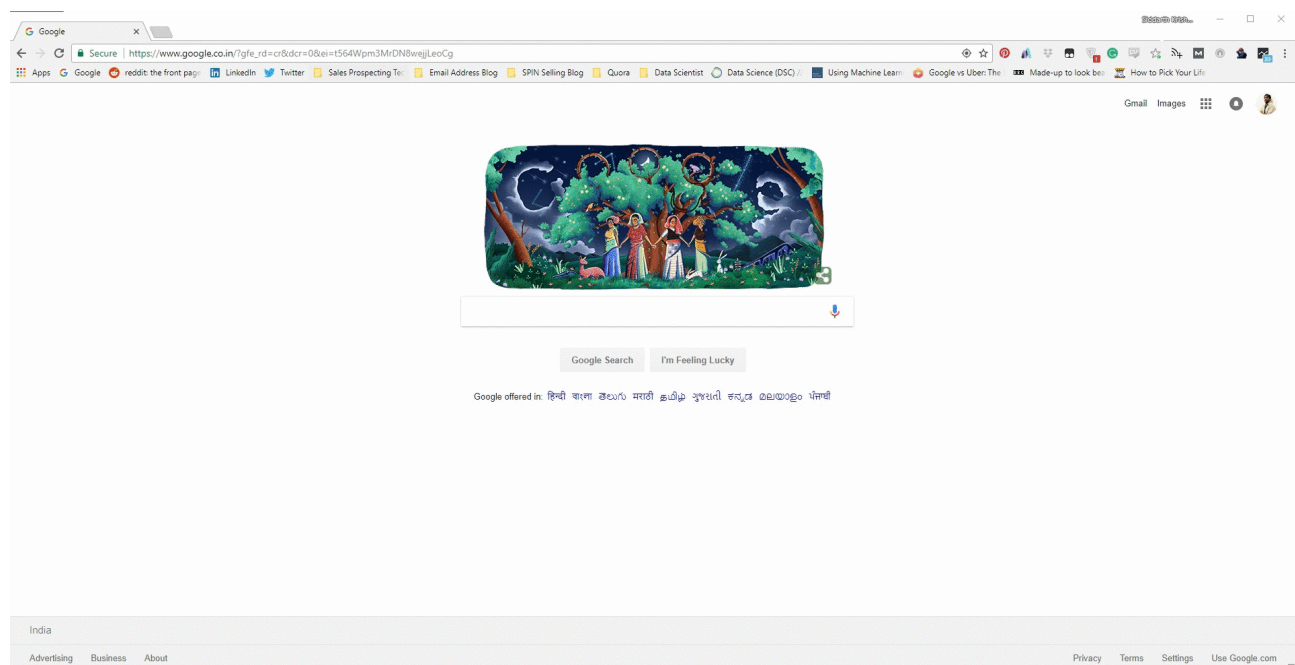 Google
Secure | https://www.google.co.in/?gfe_rd=cr&dcr=0&ei=t564Wpm3MrDN8wejjLeoCg
Apps Google reddit: the front page LinkedIn Twitter Sales Prospecting Tec Email Address Blog SPIN Selling Blog Quora Data Scientist Data Science (DSC) Using Machine Learn Google vs Uber: The Made-up to look bes How to Pick Your Life
Gmail Images
Google Search I'm Feeling Lucky
Google offered in: हिन्दी বাংলা తెలుగు मराठी தமிழ் ગુજરાતી ಕನ್ನಡ മലയാളം ਪੰਜਾਬੀ
India
Advertising Business About Privacy Terms Settings Use Google.com